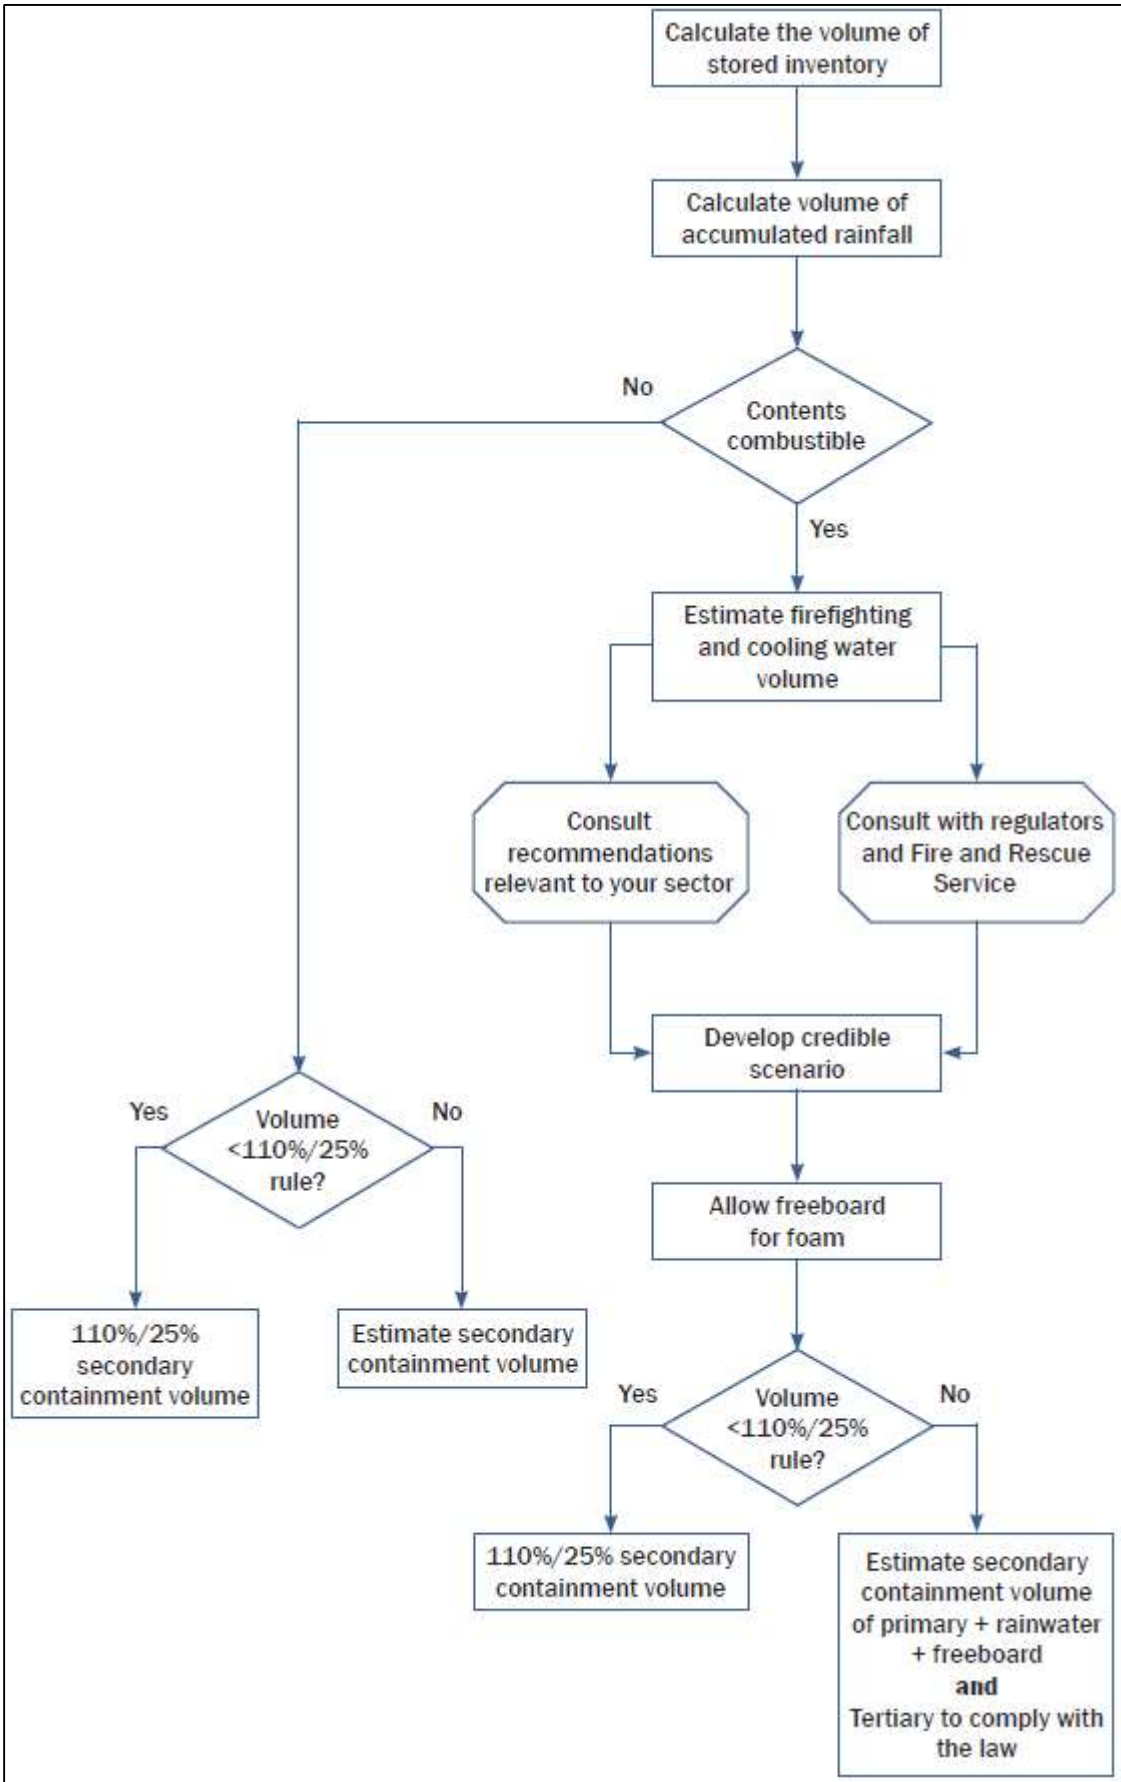 Calculate the volume of
stored inventory
Calculate volume of
accumulated rainfall
No
Contents
combustible
Yes
Estimate firefighting
and cooling water
volume
Consult
recommendations
relevant to your sector
Consult with regulators
and Fire and Rescue
Service
Develop credible
scenario
Yes
Volume
<110%/25%
rule?
No
Allow freeboard
for foam
110%/25%
secondary
containment volume
Estimate secondary
containment volume
Yes
Volume
<110%/25%
rule?
No
110%/25% secondary
containment volume
Estimate secondary
containment volume
of primary + rainwater
+ freeboard
and
Tertiary to comply with
the law